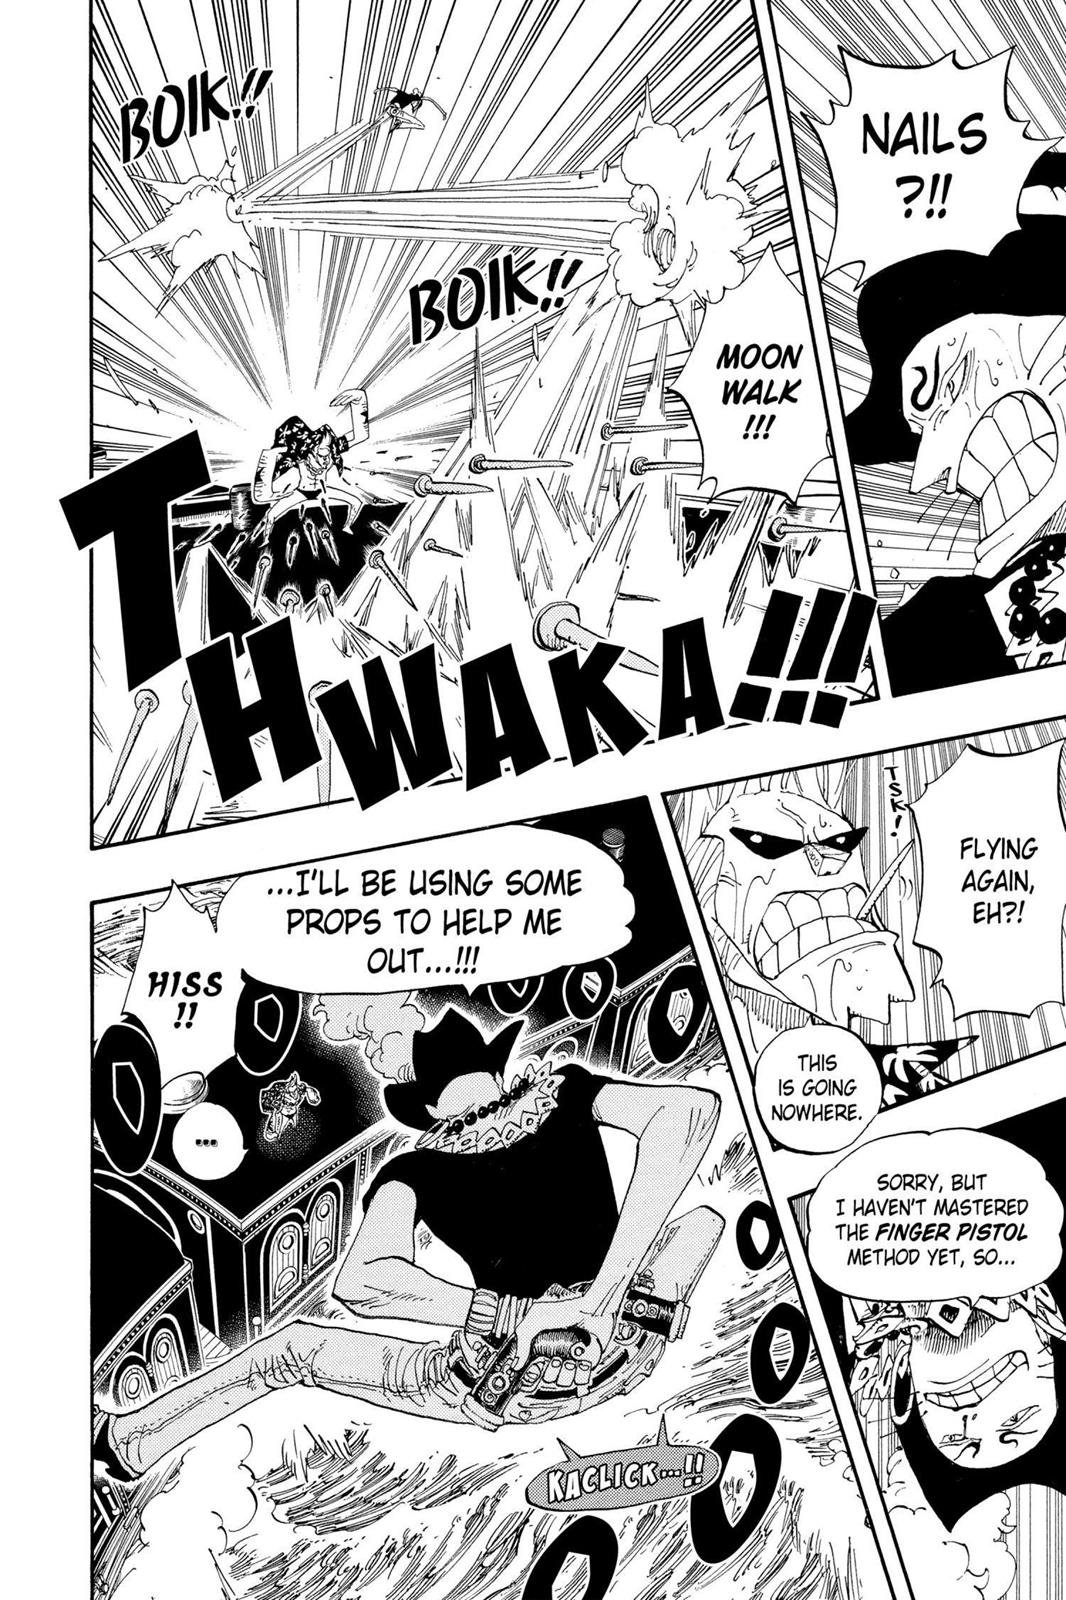 NAILS
?!!
MOON
WALK
!!!
BOIK!!
BOIK!!
THWAKA!!!
TSK!
FLYING
AGAIN,
EH?!
THIS
IS GOING
NOWHERE.
SORRY, BUT
I HAVEN'T MASTERED
THE FINGER PISTOL
METHOD YET, SO...
...I'LL BE USING SOME
PROPS TO HELP ME
OUT...!!!
HISS
!!
...
KACLICK...!!